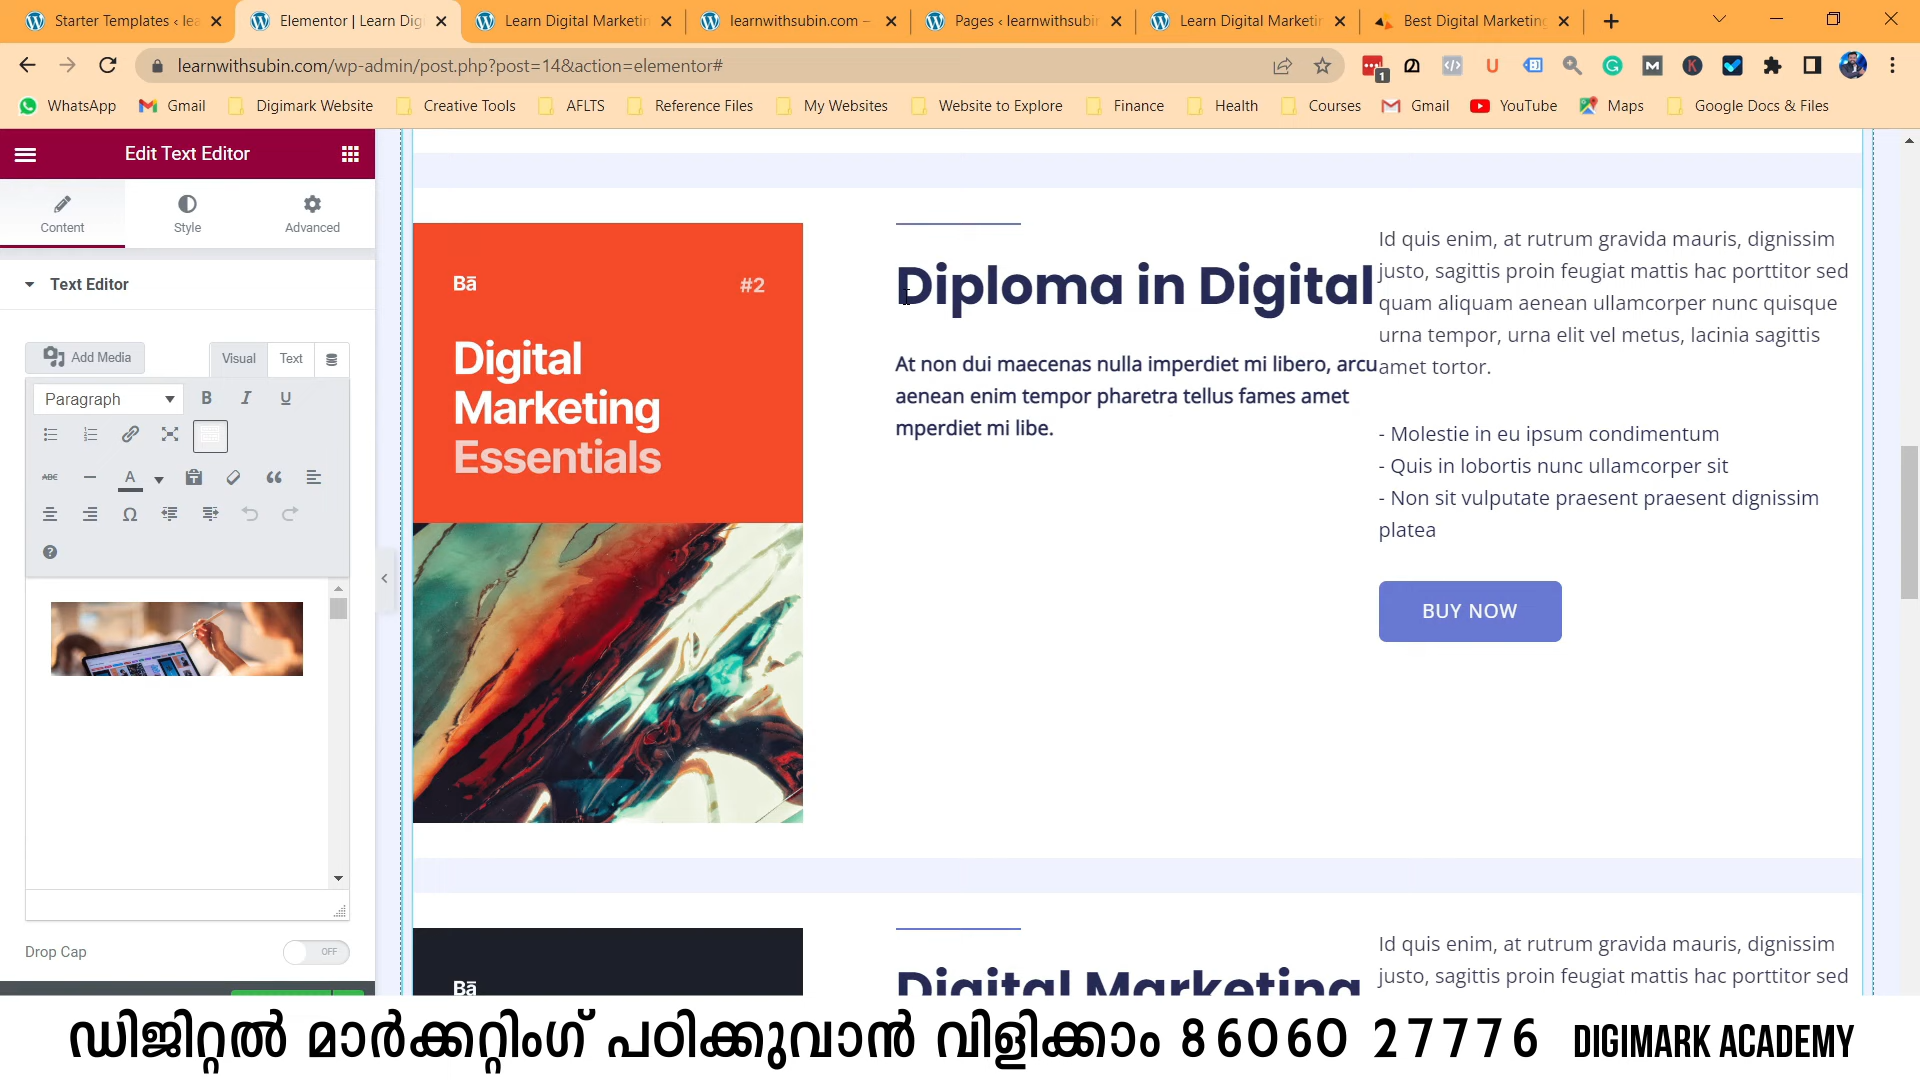 Starter Templates ‹ lea
Elementor | Learn Digi
Learn Digital Marketin
learnwithsubin.com –
Pages ‹ learnwithsubin
Learn Digital Marketin
Best Digital Marketing
learnwithsubin.com/wp-admin/post.php?post=14&action=elementor#
WhatsApp
Gmail
Digimark Website
Creative Tools
AFLTS
Reference Files
My Websites
Website to Explore
Finance
Health
Courses
Gmail
YouTube
Maps
Google Docs & Files
Edit Text Editor
Content
Style
Advanced
Text Editor
Add Media
Visual
Text
Paragraph
Drop Cap
OFF
Bā
#2
Digital
Marketing
Essentials
Diploma in Digital
At non dui maecenas nulla imperdiet mi libero, arcu
aenean enim tempor pharetra tellus fames amet
mperdiet mi libe.
Id quis enim, at rutrum gravida mauris, dignissim
justo, sagittis proin feugiat mattis hac porttitor sed
quam aliquam aenean ullamcorper nunc quisque
urna tempor, urna elit vel metus, lacinia sagittis
amet tortor.
- Molestie in eu ipsum condimentum
- Quis in lobortis nunc ullamcorper sit
- Non sit vulputate praesent praesent dignissim
platea
BUY NOW
Bā
Digital Marketing
Id quis enim, at rutrum gravida mauris, dignissim
justo, sagittis proin feugiat mattis hac porttitor sed
ഡിജിറ്റൽ മാർക്കറ്റിംഗ് പഠിക്കുവാൻ വിളിക്കാം 86060 27776 DIGIMARK ACADEMY